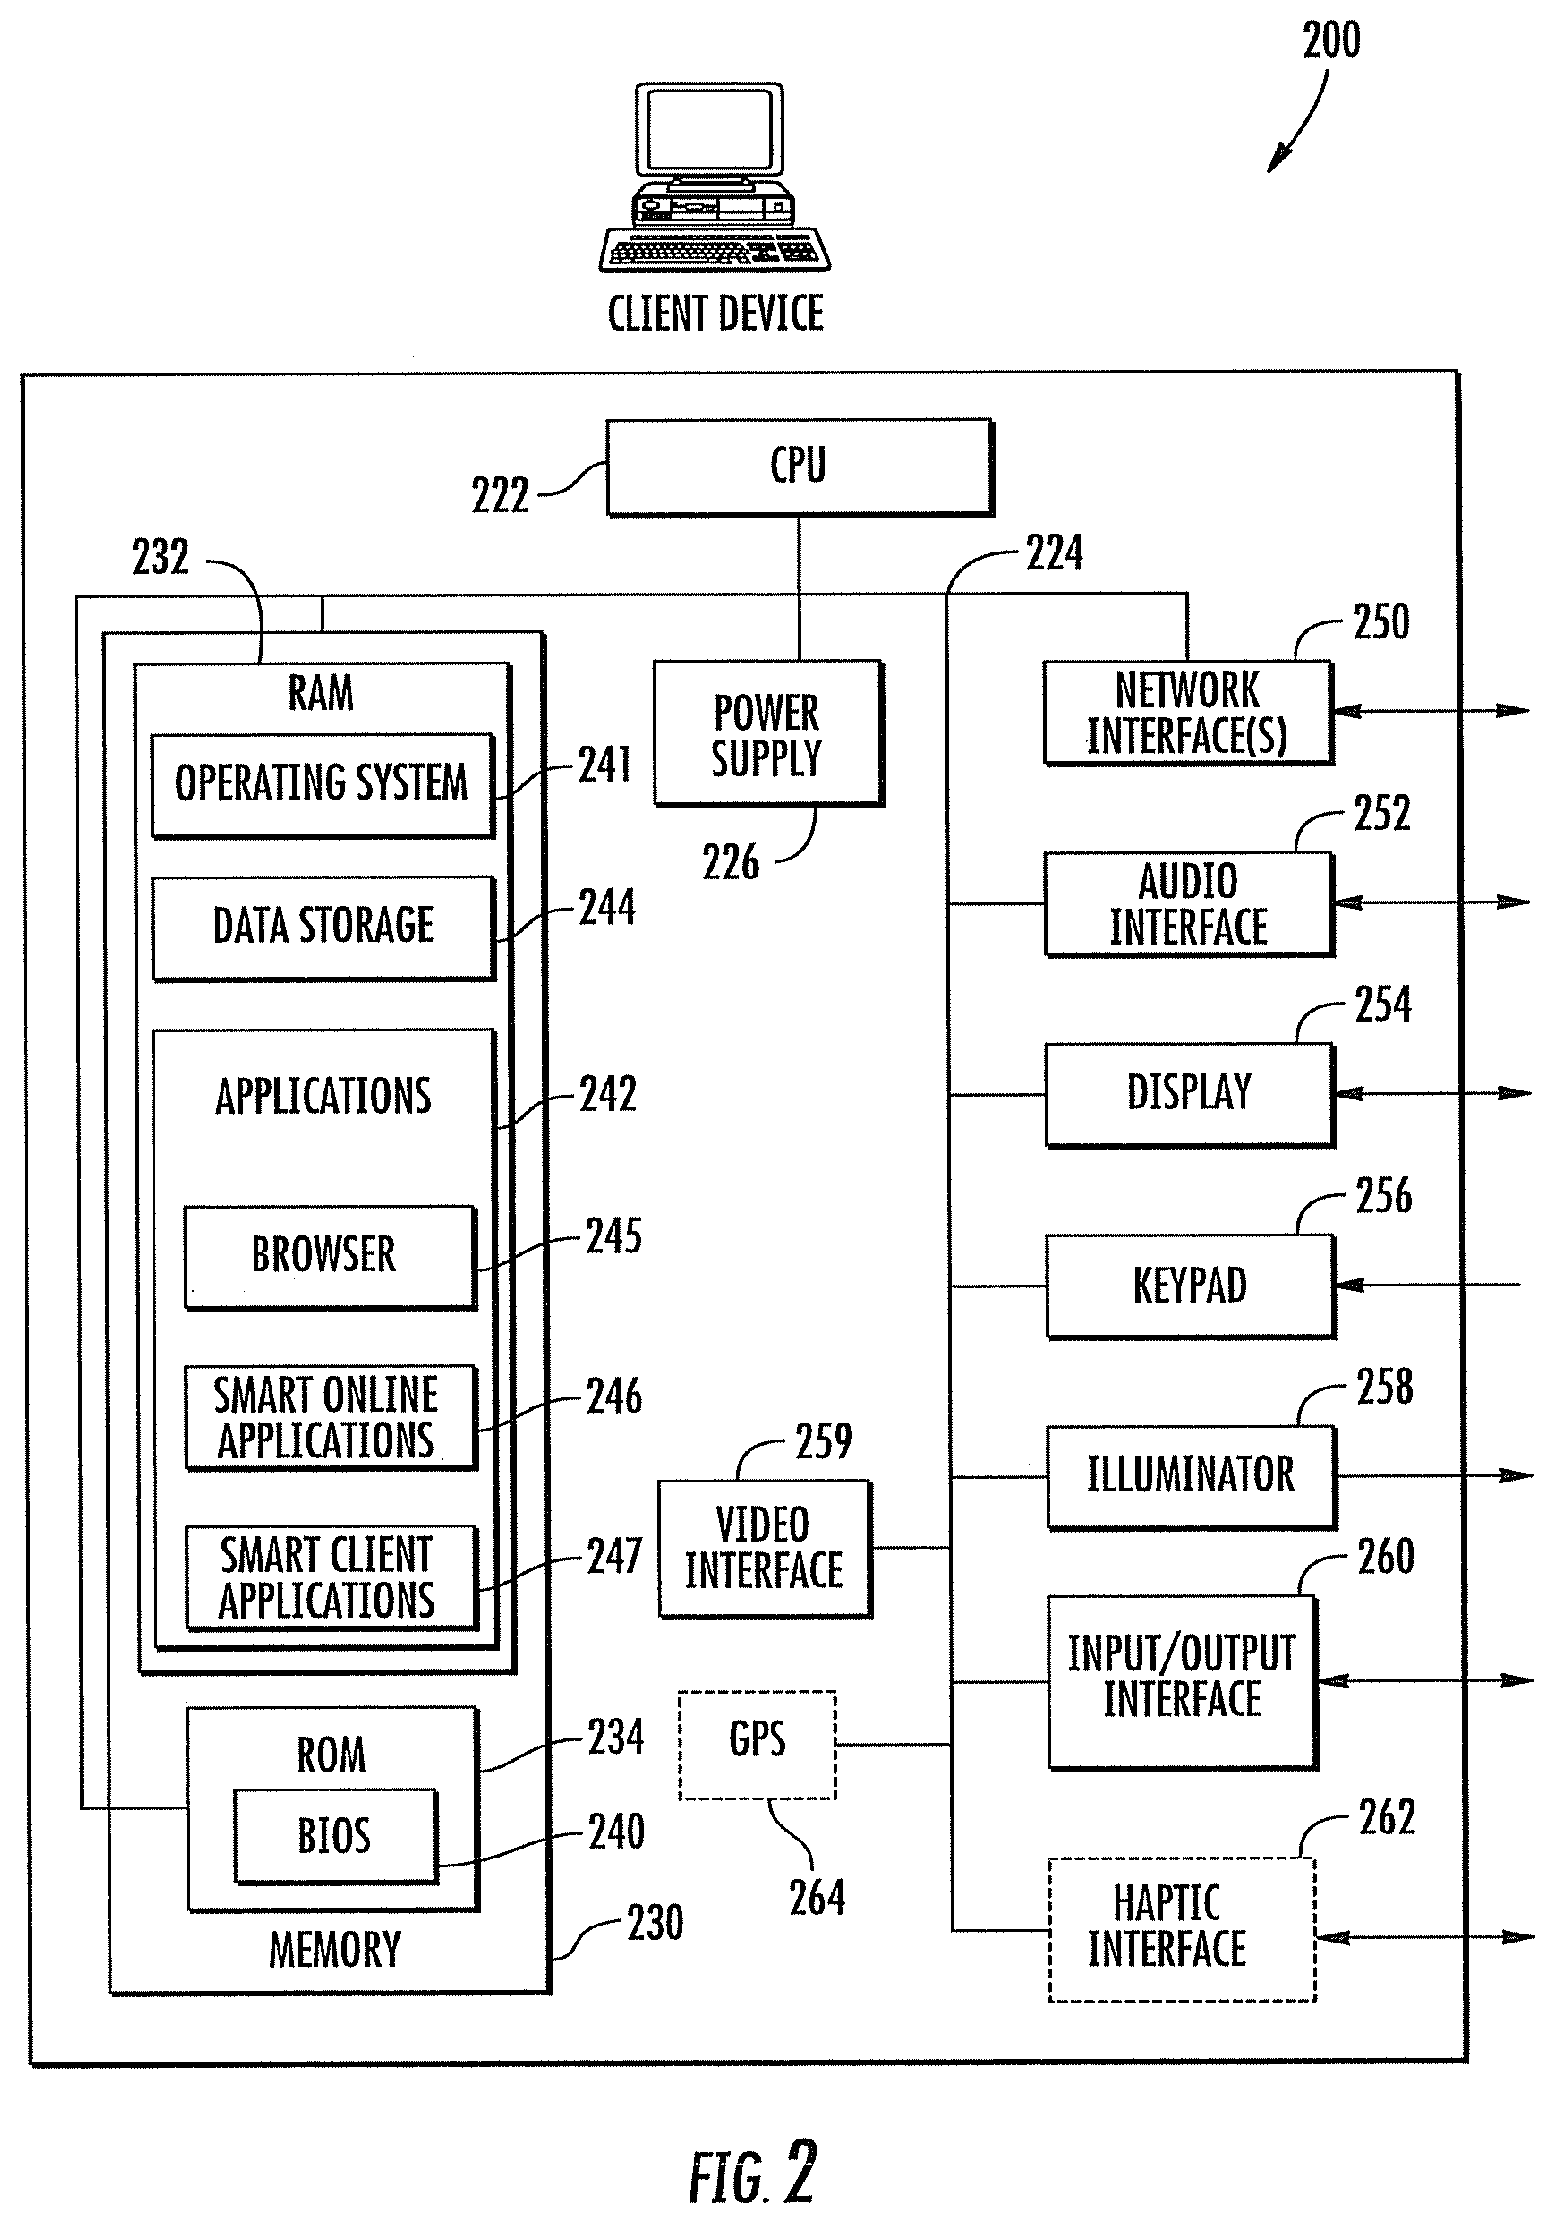 200
CLIENT DEVICE
CPU
222
232
224
RAM
OPERATING SYSTEM
241
DATA STORAGE
244
APPLICATIONS
242
BROWSER
245
SMART ONLINE
APPLICATIONS
246
SMART CLIENT
APPLICATIONS
247
ROM
234
BIOS
240
MEMORY
230
POWER
SUPPLY
226
259
VIDEO
INTERFACE
GPS
264
250
NETWORK
INTERFACE(S)
252
AUDIO
INTERFACE
254
DISPLAY
256
KEYPAD
258
ILLUMINATOR
260
INPUT/OUTPUT
INTERFACE
262
HAPTIC
INTERFACE
FIG. 2